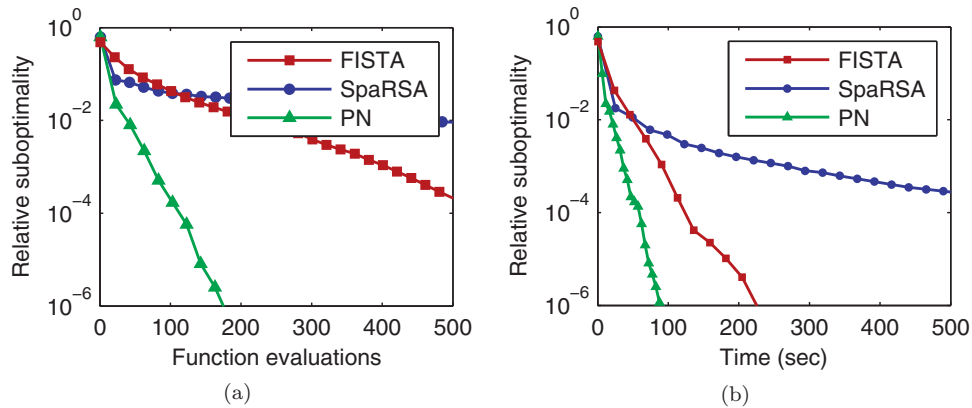 10^0
10^-2
10^-4
10^-6
Relative suboptimality
FISTA
SpaRSA
PN
0 100 200 300 400 500
Function evaluations
(a)
10^0
10^-2
10^-4
10^-6
Relative suboptimality
FISTA
SpaRSA
PN
0 100 200 300 400 500
Time (sec)
(b)